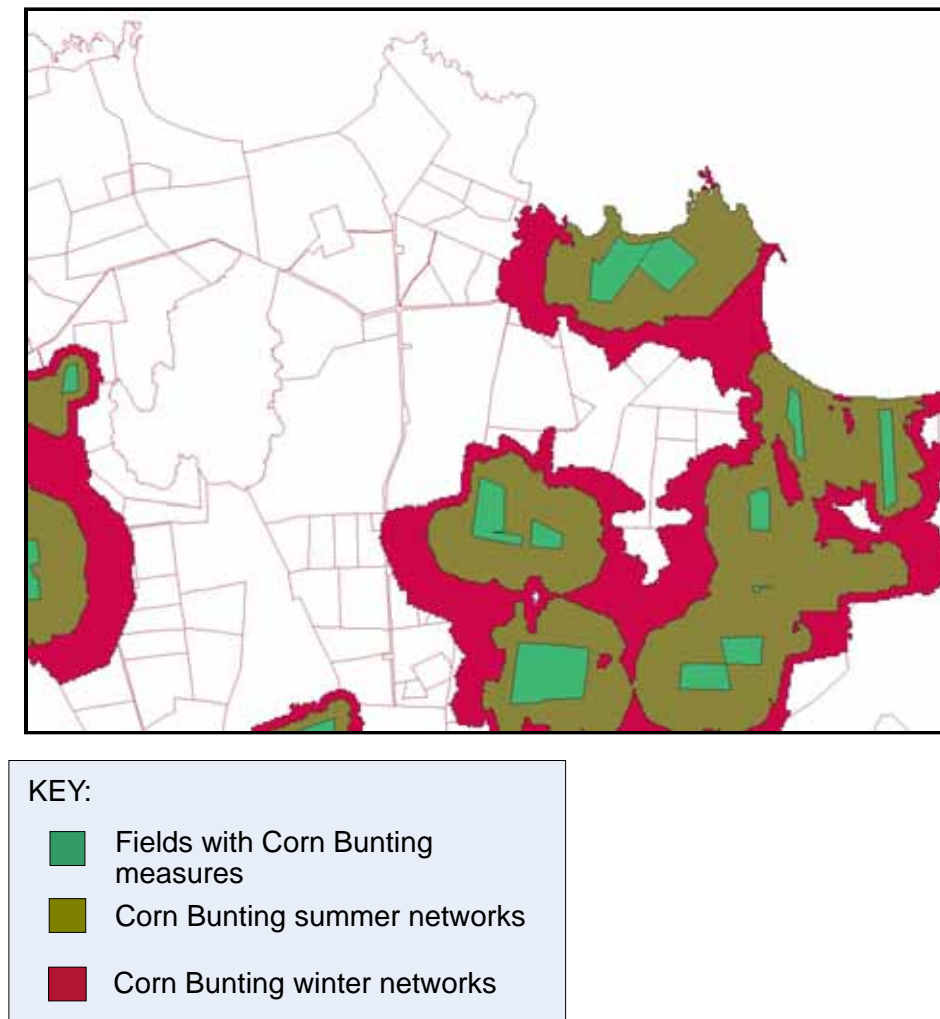 KEY:
Fields with Corn Bunting
measures
Corn Bunting summer networks
Corn Bunting winter networks